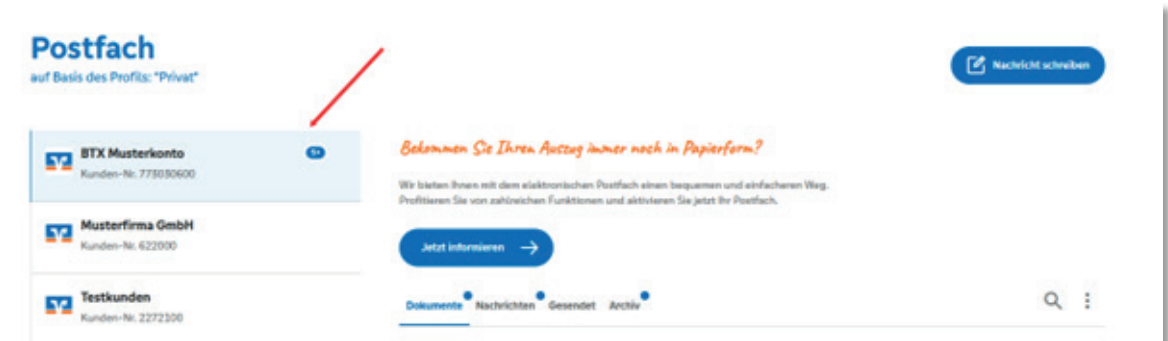 Postfach
auf Basis des Profils: "Privat"
Nachricht schreiben
BTX Musterkonto
5+
Kunden-Nr. 773030600
Musterfirma GmbH
Kunden-Nr. 622000
Testkunden
Kunden-Nr. 2272100
Bekommen Sie Ihren Auszug immer noch in Papierform?
Wir bieten Ihnen mit dem elektronischen Postfach einen bequemen und einfacheren Weg.
Profitieren Sie von zahlreichen Funktionen und aktivieren Sie jetzt Ihr Postfach.
Jetzt informieren
Dokumente Nachrichten Gesendet Archiv